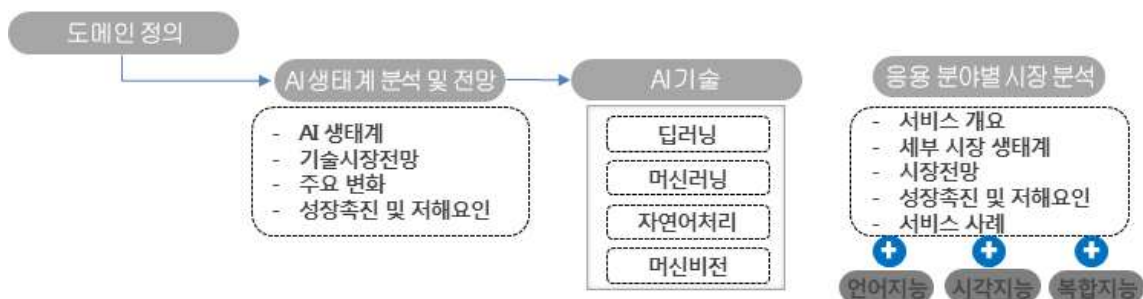 도메인 정의
AI 생태계 분석 및 전망
- AI 생태계
- 기술시장전망
- 주요 변화
- 성장촉진 및 저해요인
AI기술
딥러닝
머신러닝
자연어처리
머신비전
응용 분야별 시장 분석
- 서비스 개요
- 세부 시장 생태계
- 시장전망
- 성장촉진 및 저해요인
- 서비스 사례
언어지능
시각지능
복합지능